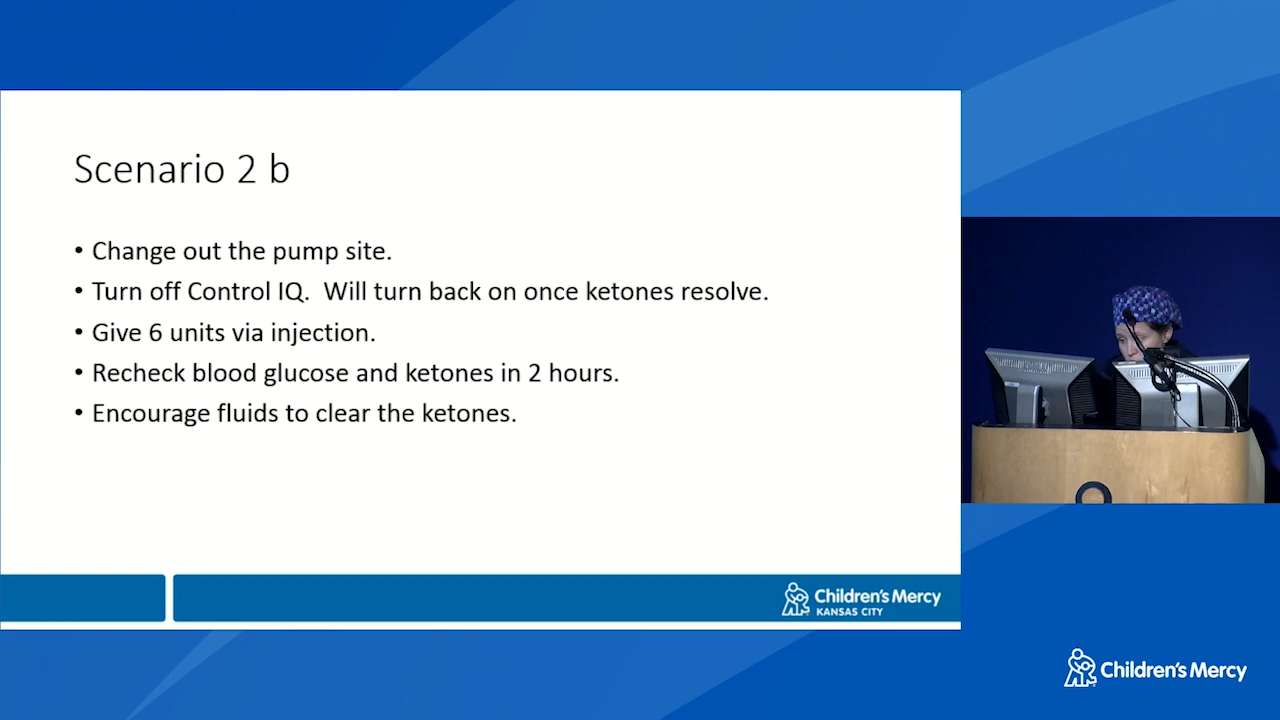 Scenario 2 b
• Change out the pump site.
• Turn off Control IQ.  Will turn back on once ketones resolve.
• Give 6 units via injection.
• Recheck blood glucose and ketones in 2 hours.
• Encourage fluids to clear the ketones.
Children's Mercy
KANSAS CITY
Children's Mercy